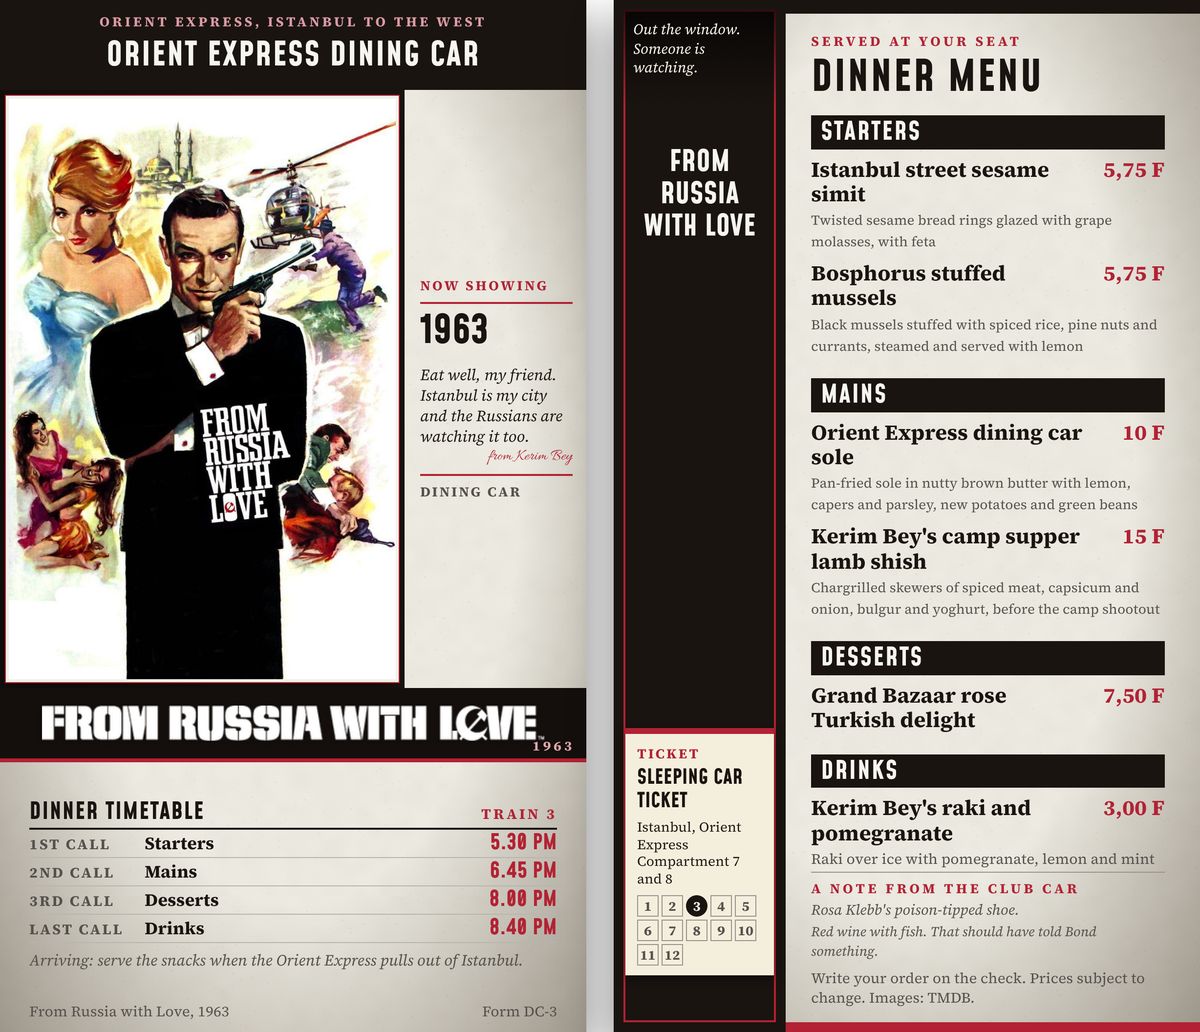 ORIENT EXPRESS, ISTANBUL TO THE WEST
ORIENT EXPRESS DINING CAR
FROM
RUSSIA
WITH
LOVE
NOW SHOWING
1963
Eat well, my friend.
Istanbul is my city
and the Russians are
watching it too.
from Kerim Bey
DINING CAR
FROM RUSSIA WITH LOVE™
1963
DINNER TIMETABLE TRAIN 3
1ST CALL Starters 5.30 PM
2ND CALL Mains 6.45 PM
3RD CALL Desserts 8.00 PM
LAST CALL Drinks 8.40 PM
Arriving: serve the snacks when the Orient Express pulls out of Istanbul.
From Russia with Love, 1963 Form DC-3
Out the window.
Someone is
watching.
FROM
RUSSIA
WITH LOVE
TICKET
SLEEPING CAR
TICKET
Istanbul, Orient
Express
Compartment 7
and 8
1 2 3 4 5
6 7 8 9 10
11 12
SERVED AT YOUR SEAT
DINNER MENU
STARTERS
Istanbul street sesame 5,75 F
simit
Twisted sesame bread rings glazed with grape
molasses, with feta
Bosphorus stuffed 5,75 F
mussels
Black mussels stuffed with spiced rice, pine nuts and
currants, steamed and served with lemon
MAINS
Orient Express dining car 10 F
sole
Pan-fried sole in nutty brown butter with lemon,
capers and parsley, new potatoes and green beans
Kerim Bey's camp supper 15 F
lamb shish
Chargrilled skewers of spiced meat, capsicum and
onion, bulgur and yoghurt, before the camp shootout
DESSERTS
Grand Bazaar rose 7,50 F
Turkish delight
DRINKS
Kerim Bey's raki and 3,00 F
pomegranate
Raki over ice with pomegranate, lemon and mint
A NOTE FROM THE CLUB CAR
Rosa Klebb's poison-tipped shoe.
Red wine with fish. That should have told Bond
something.
Write your order on the check. Prices subject to
change. Images: TMDB.